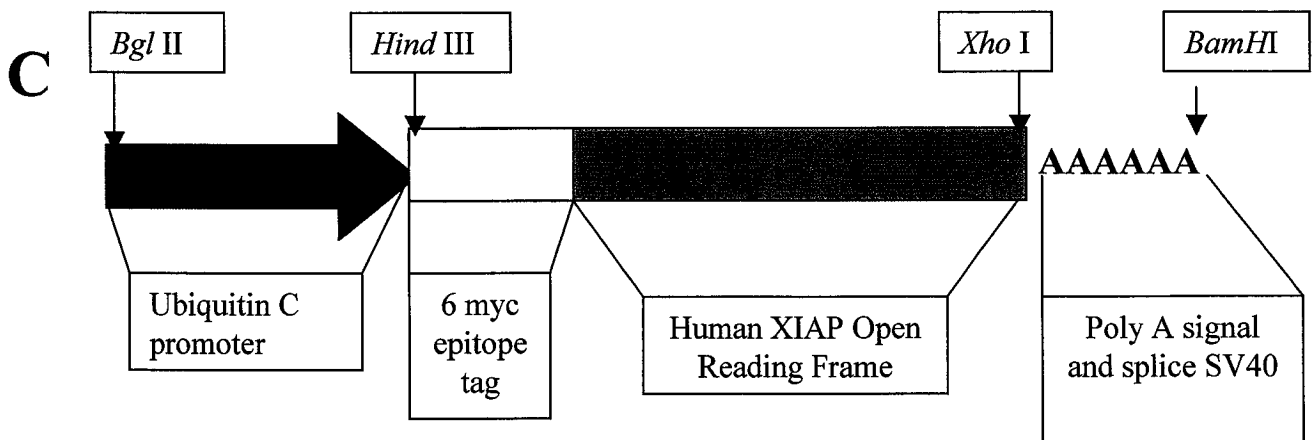 C
Bgl II
Hind III
Xho I
BamHI
AAAAAA
Ubiquitin C
promoter
6 myc
epitope
tag
Human XIAP Open
Reading Frame
Poly A signal
and splice SV40